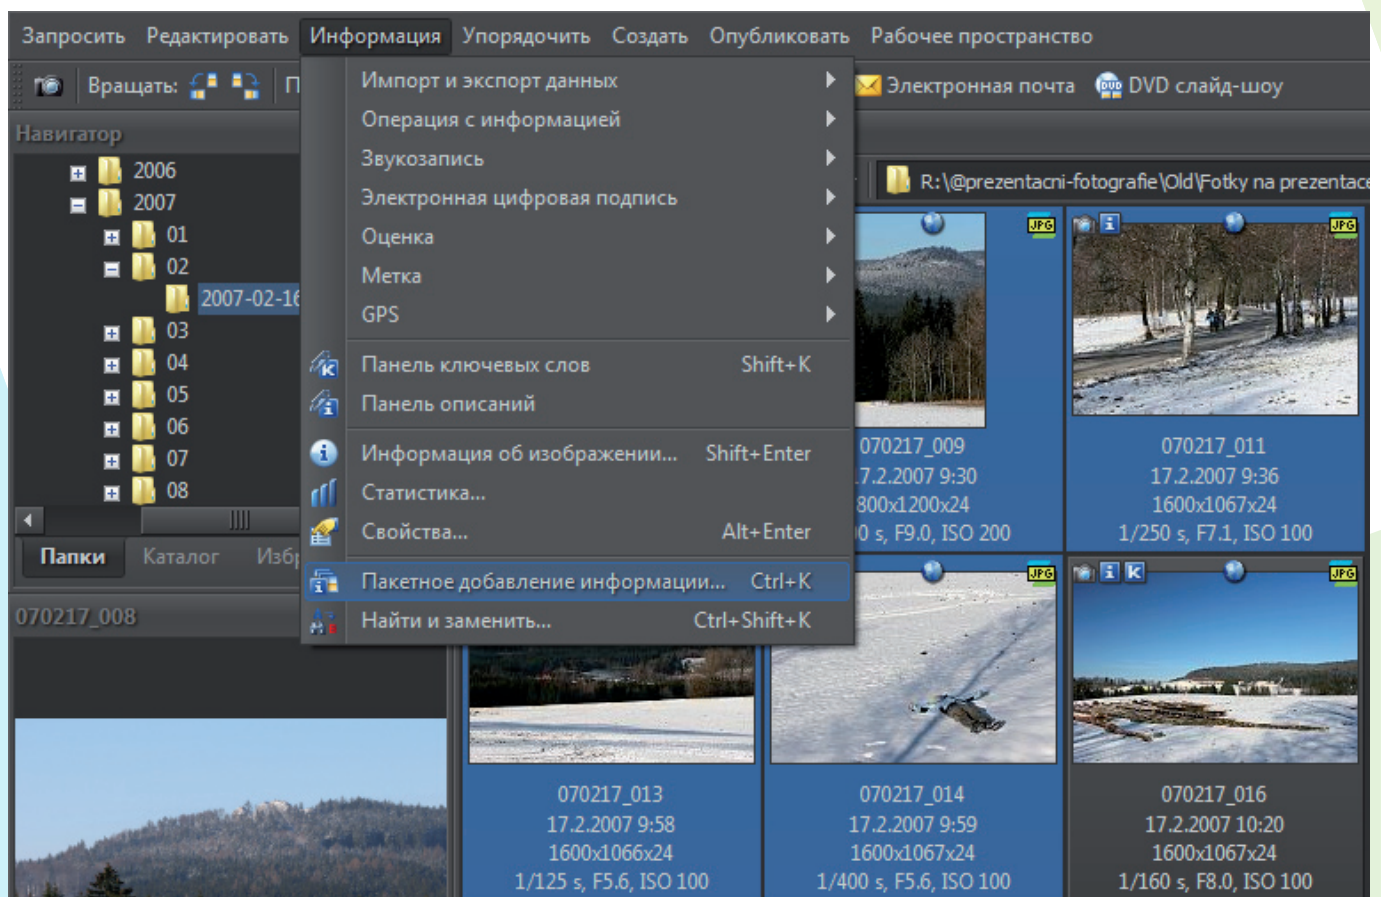 Запросить Редактировать Информация Упорядочить Создать Опубликовать Рабочее пространство
Вращать: Электронная почта DVD слайд-шоу
Навигатор
R:\@prezentacni-fotografie\Old\Fotky na prezentace
2006
2007
01
02
2007-02-16
03
04
05
06
07
08
Папки Каталог
070217_008
Импорт и экспорт данных
Операция с информацией
Звукозапись
Электронная цифровая подпись
Оценка
Метка
GPS
Панель ключевых слов Shift+K
Панель описаний
Информация об изображении... Shift+Enter
Статистика...
Свойства... Alt+Enter
Пакетное добавление информации... Ctrl+K
Найти и заменить... Ctrl+Shift+K
JPG
070217_009
7.2.2007 9:30
800x1200x24
0 s, F9.0, ISO 200
JPG
070217_011
17.2.2007 9:36
1600x1067x24
1/250 s, F7.1, ISO 100
070217_013
17.2.2007 9:58
1600x1066x24
1/125 s, F5.6, ISO 100
JPG
070217_014
17.2.2007 9:59
1600x1067x24
1/400 s, F5.6, ISO 100
K JPG
070217_016
17.2.2007 10:20
1600x1067x24
1/160 s, F8.0, ISO 100